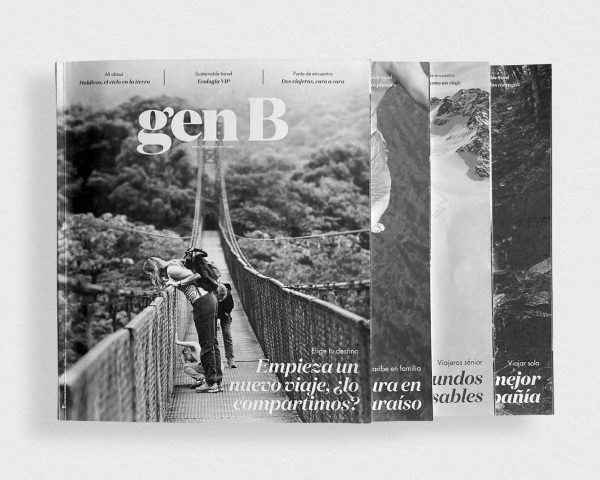 All about
Maldivas, el cielo en la tierra
Sustainable travel
Ecología VIP
Punto de encuentro
Dos viajeras, cara a cara
gen B
Elige tu destino
Empieza un
nuevo viaje, ¿lo
compartimos?
aribe en familia
ura en
raíso
Viajeros sénior
undos
sables
Viajar solo
mejor
pañía